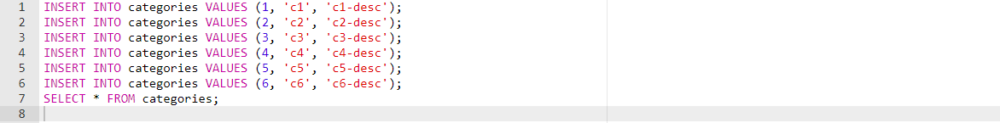 1 INSERT INTO categories VALUES (1, 'c1', 'c1-desc');
2 INSERT INTO categories VALUES (2, 'c2', 'c2-desc');
3 INSERT INTO categories VALUES (3, 'c3', 'c3-desc');
4 INSERT INTO categories VALUES (4, 'c4', 'c4-desc');
5 INSERT INTO categories VALUES (5, 'c5', 'c5-desc');
6 INSERT INTO categories VALUES (6, 'c6', 'c6-desc');
7 SELECT * FROM categories;
8